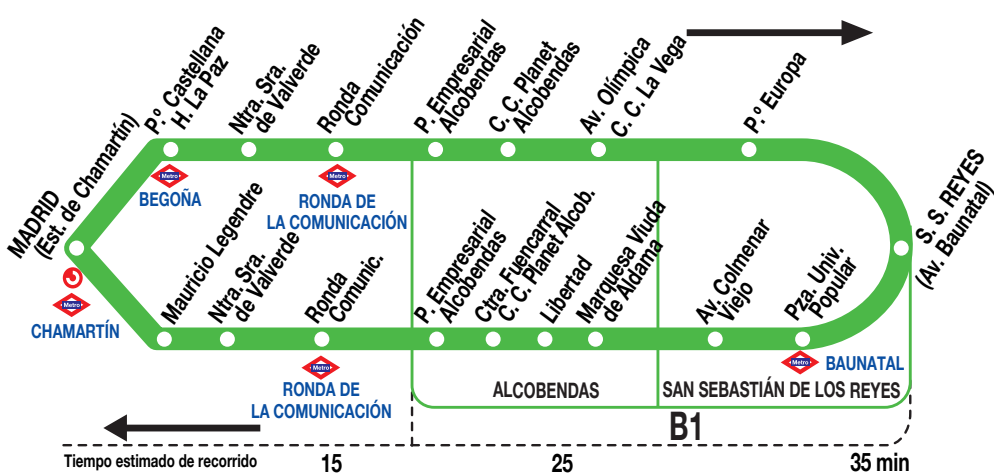 MADRID
(Est. de Chamartín)
P.º Castellana
H. La Paz
Ntra. Sra.
de Valverde
Ronda
Comunicación
P. Empresarial
Alcobendas
C. C. Planet
Alcobendas
Av. Olímpica
C. C. La Vega
P.º Europa
S. S. REYES
(Av. Baunatal)
Metro
BEGOÑA
Metro
RONDA DE
LA COMUNICACIÓN
Metro
CHAMARTÍN
Mauricio Legendre
Ntra. Sra.
de Valverde
Ronda
Comunic.
P. Empresarial
Alcobendas
Ctra. Fuencarral
C. C. Planet Alcob.
Libertad
Marquesa Viuda
de Aldama
Av. Colmenar
Viejo
Pza. Univ.
Popular
Metro
RONDA DE
LA COMUNICACIÓN
Metro
BAUNATAL
ALCOBENDAS
SAN SEBASTIÁN DE LOS REYES
B1
Tiempo estimado de recorrido
15
25
35 min